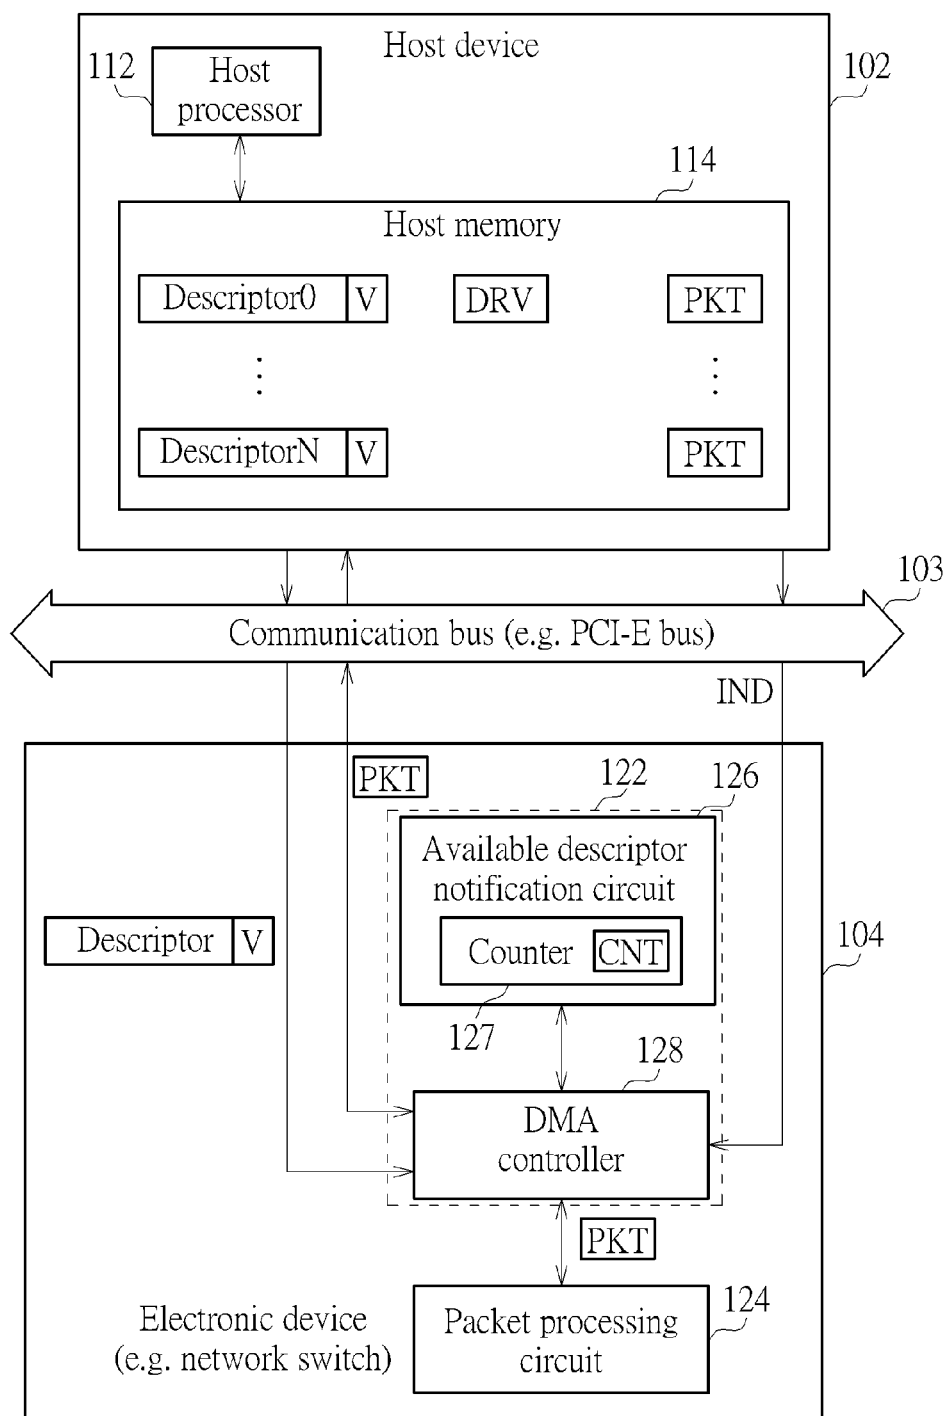 Host device
112
Host
processor
102
114
Host memory
Descriptor0 V
DRV
PKT
DescriptorN V
PKT
103
Communication bus (e.g. PCI-E bus)
IND
PKT
122
126
Available descriptor
notification circuit
Descriptor V
Counter CNT
104
127
128
DMA
controller
PKT
124
Electronic device
(e.g. network switch)
Packet processing
circuit